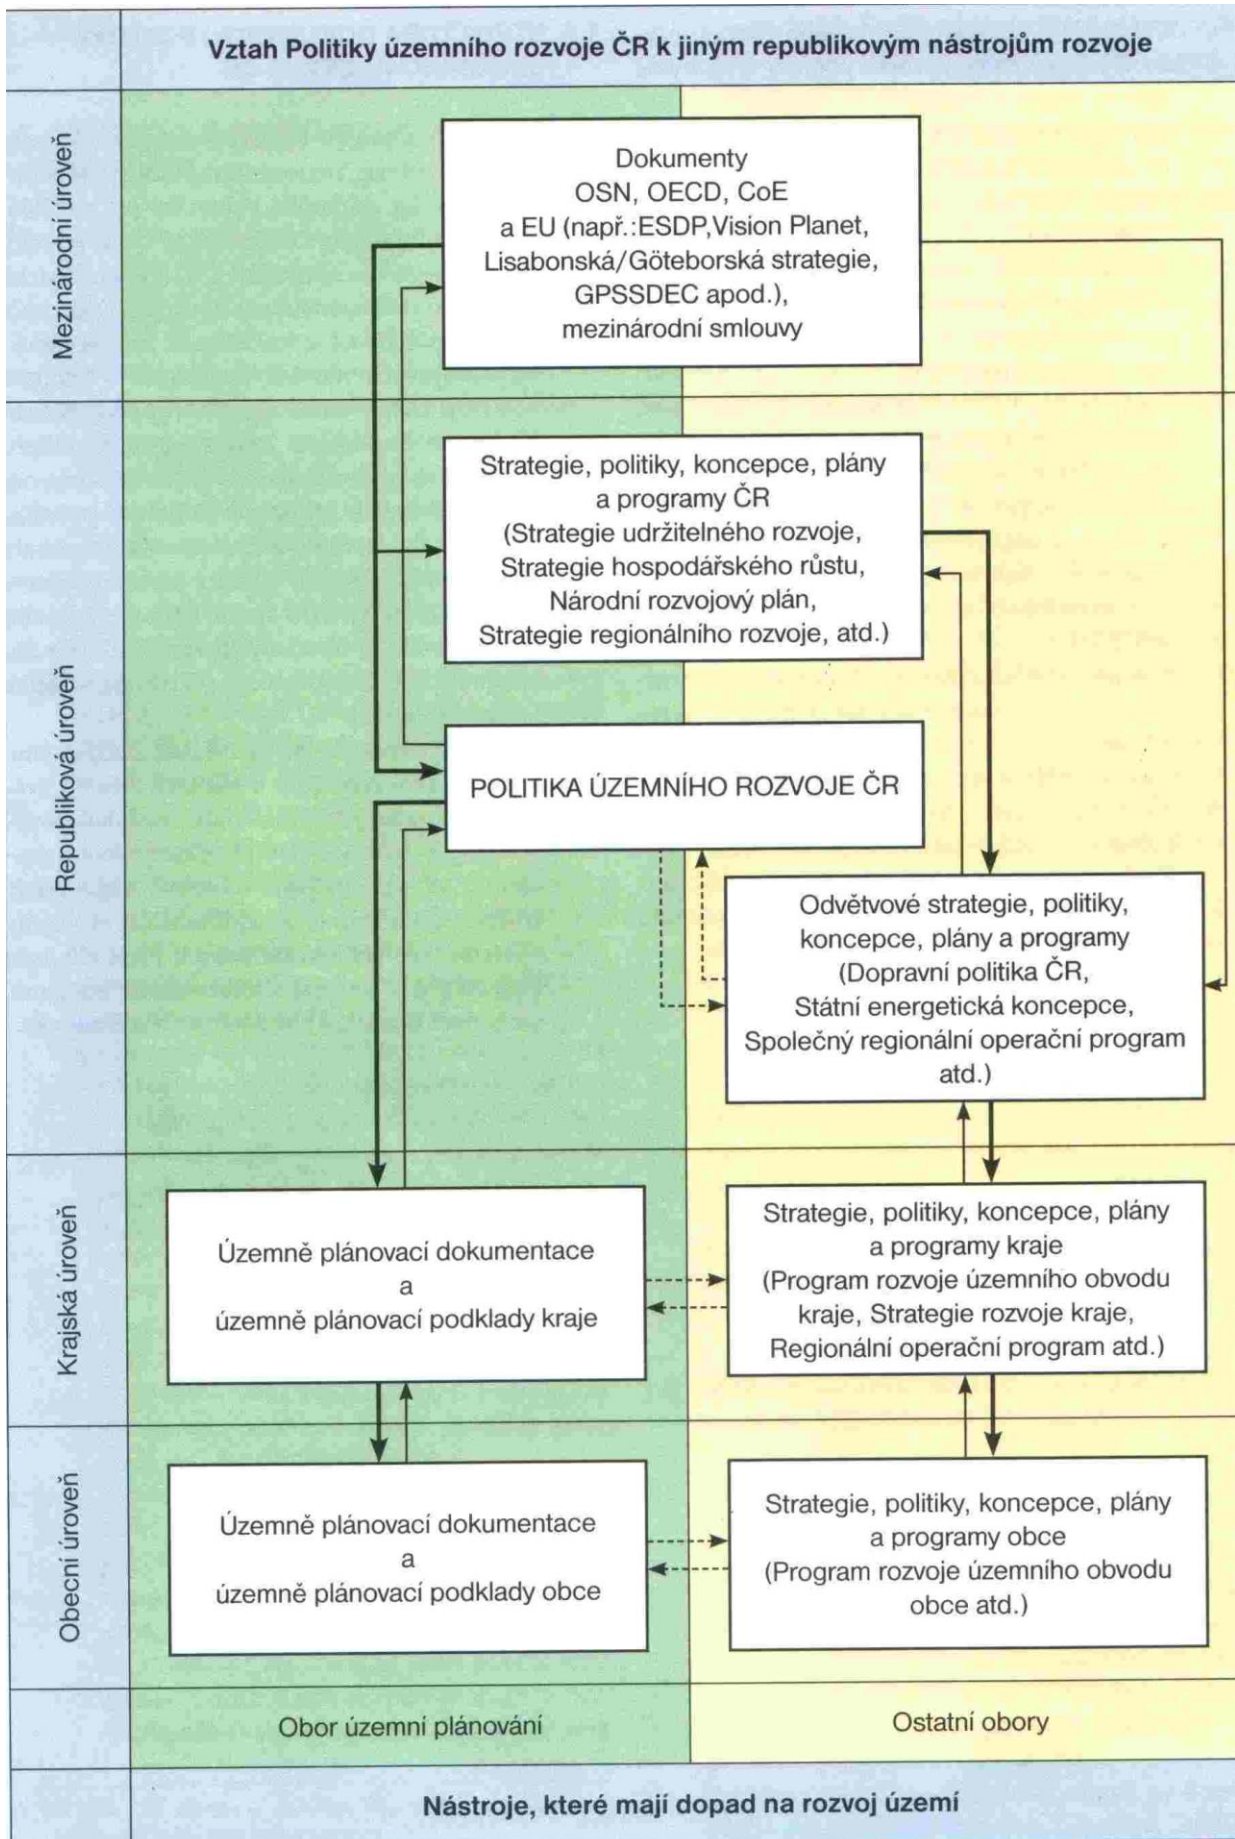 Vztah Politiky územního rozvoje ČR k jiným republikovým nástrojům rozvoje
Mezinárodní úroveň
Dokumenty
OSN, OECD, CoE
a EU (např.:ESDP,Vision Planet,
Lisabonská/Göteborská strategie,
GPSSDEC apod.),
mezinárodní smlouvy
Republiková úroveň
Strategie, politiky, koncepce, plány
a programy ČR
(Strategie udržitelného rozvoje,
Strategie hospodářského růstu,
Národní rozvojový plán,
Strategie regionálního rozvoje, atd.)
POLITIKA ÚZEMNÍHO ROZVOJE ČR
Odvětvové strategie, politiky,
koncepce, plány a programy
(Dopravní politika ČR,
Státní energetická koncepce,
Společný regionální operační program
atd.)
Krajská úroveň
Územně plánovací dokumentace
a
územně plánovací podklady kraje
Strategie, politiky, koncepce, plány
a programy kraje
(Program rozvoje územního obvodu
kraje, Strategie rozvoje kraje,
Regionální operační program atd.)
Obecní úroveň
Územně plánovací dokumentace
a
územně plánovací podklady obce
Strategie, politiky, koncepce, plány
a programy obce
(Program rozvoje územního obvodu
obce atd.)
Obor územní plánování
Ostatní obory
Nástroje, které mají dopad na rozvoj území